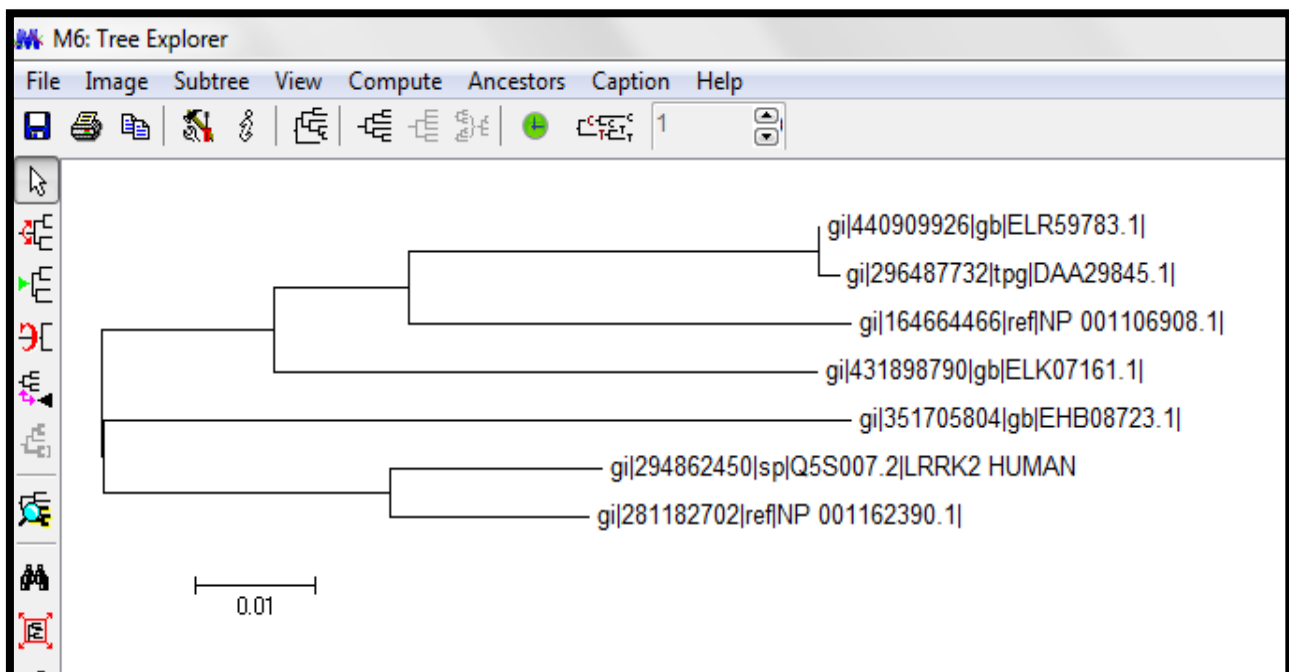 M6: Tree Explorer
File Image Subtree View Compute Ancestors Caption Help
1
gi|440909926|gb|ELR59783.1|
gi|296487732|tpg|DAA29845.1|
gi|164664466|ref|NP 001106908.1|
gi|431898790|gb|ELK07161.1|
gi|351705804|gb|EHB08723.1|
gi|294862450|sp|Q5S007.2|LRRK2 HUMAN
gi|281182702|ref|NP 001162390.1|
0.01